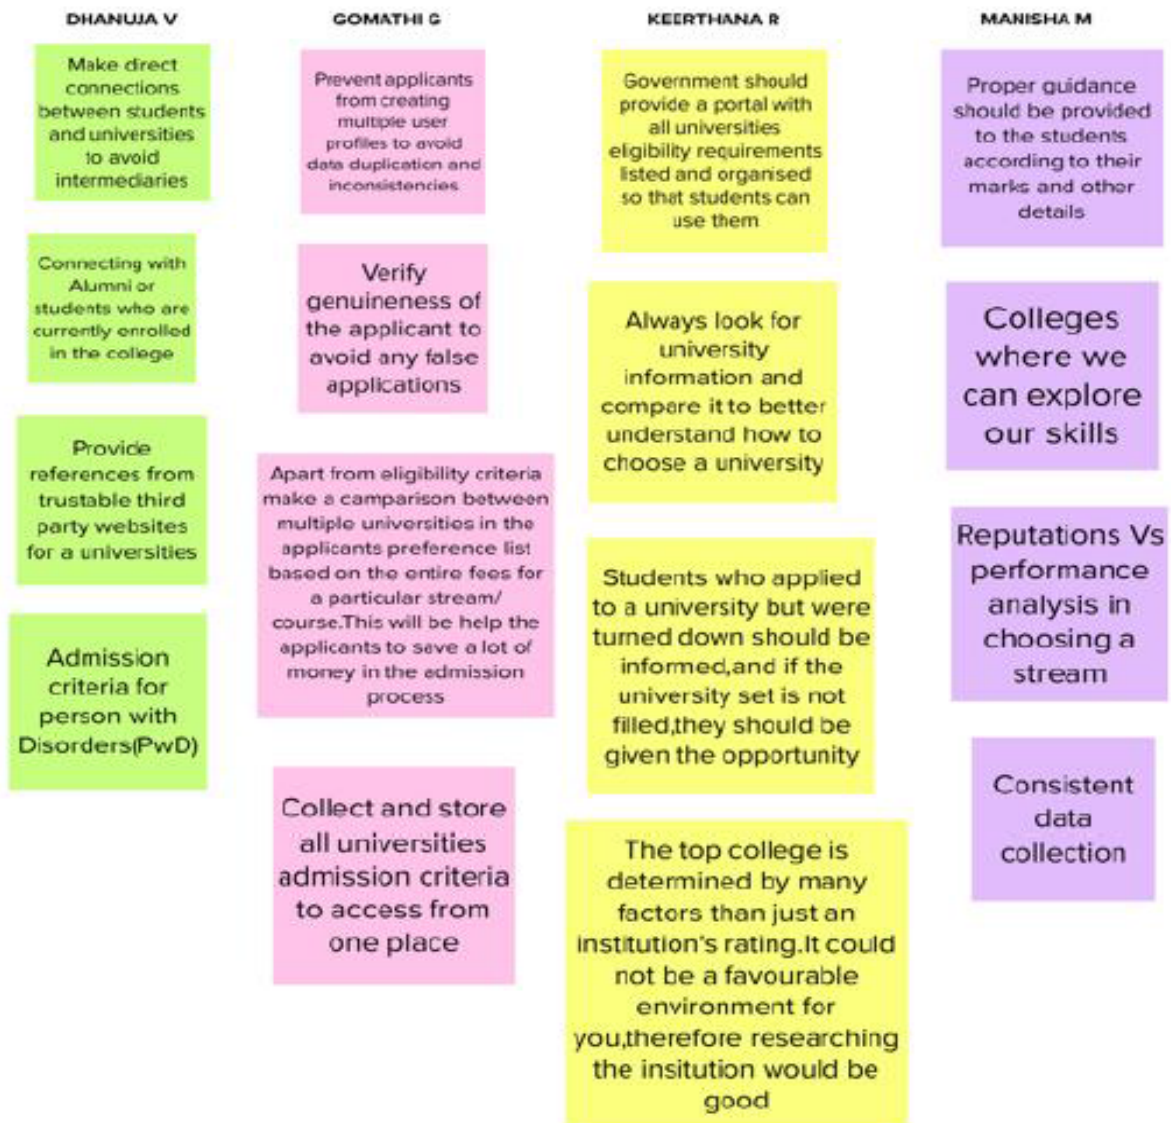 DHANUJA V
Make direct
connections
between students
and universities
to avoid
intermediaries
Connecting with
Alumni or
students who are
currently enrolled
in the college
Provide
references from
trustable third
party websites
for a universities
Admission
criteria for
person with
Disorders(PwD)
GOMATHI G
Prevent applicants
from creating
multiple user
profiles to avoid
data duplication and
inconsistencies
Verify
genuineness of
the applicant to
avoid any false
applications
Apart from eligibility criteria
make a camparison between
multiple universities in the
applicants preference list
based on the entire fees for
a particular stream/
course.This will be help the
applicants to save a lot of
money in the admission
process
Collect and store
all universities
admission criteria
to access from
one place
KEERTHANA R
Government should
provide a portal with
all universities
eligibility requirements
listed and organised
so that students can
use them
Always look for
university
information and
compare it to better
understand how to
choose a university
Students who applied
to a university but were
turned down should be
informed,and if the
university set is not
filled,they should be
given the opportunity
The top college is
determined by many
factors than just an
institution's rating.It could
not be a favourable
environment for
you,therefore researching
the insitution would be
good
MANISHA M
Proper guidance
should be provided
to the students
according to their
marks and other
details
Colleges
where we
can explore
our skills
Reputations Vs
performance
analysis in
choosing a
stream
Consistent
data
collection